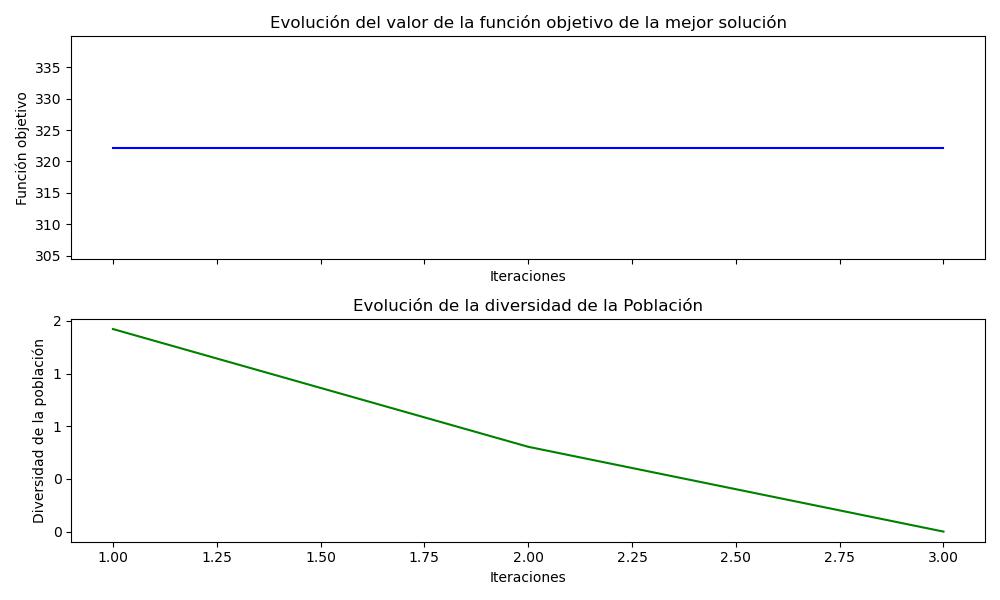 Evolución del valor de la función objetivo de la mejor solución
335
330
325
320
315
310
305
Función objetivo
Iteraciones
Evolución de la diversidad de la Población
2
1
1
0
0
Diversidad de la población
1.00 1.25 1.50 1.75 2.00 2.25 2.50 2.75 3.00
Iteraciones